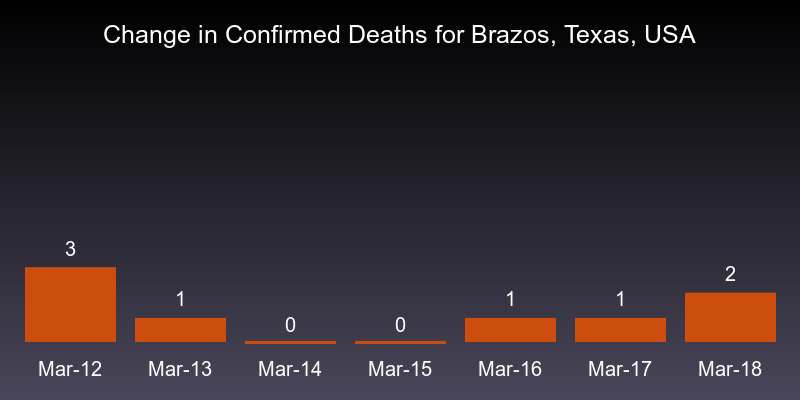 Change in Confirmed Deaths for Brazos, Texas, USA
3
1
0
0
1
1
2
Mar-12
Mar-13
Mar-14
Mar-15
Mar-16
Mar-17
Mar-18